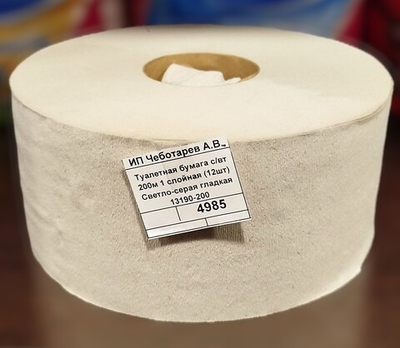 ИП Чеботарев А.В.
Туалетная бумага с/вт
200м 1 слойная (12шт)
Светло-серая гладкая
13190-200
4985